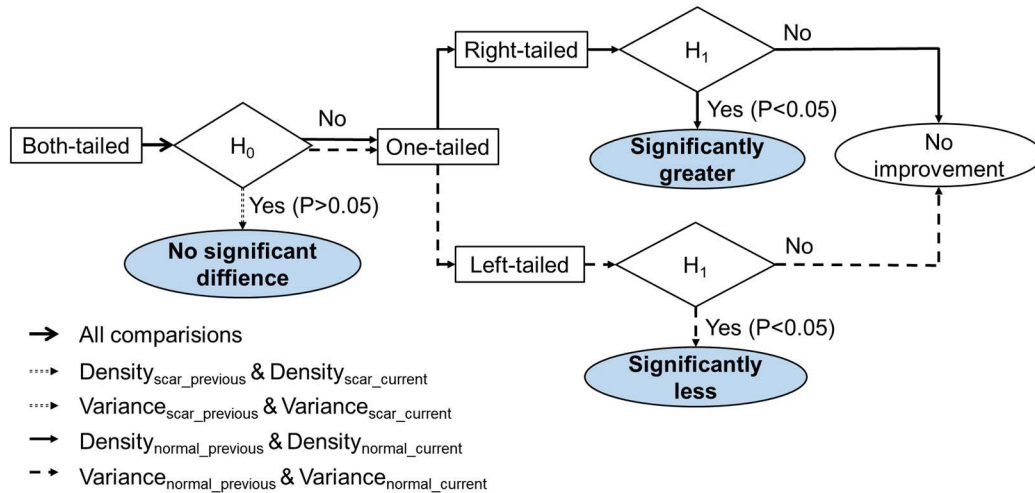 Right-tailed
H1
No
Yes (P<0.05)
Significantly
greater
No
improvement
Both-tailed
H0
No
One-tailed
Yes (P>0.05)
No significant
diffience
Left-tailed
H1
No
Yes (P<0.05)
Significantly
less
All comparisions
Densityscar_previous & Densityscar_current
Variancescar_previous & Variancescar_current
Densitynormal_previous & Densitynormal_current
Variancenormal_previous & Variancenormal_current